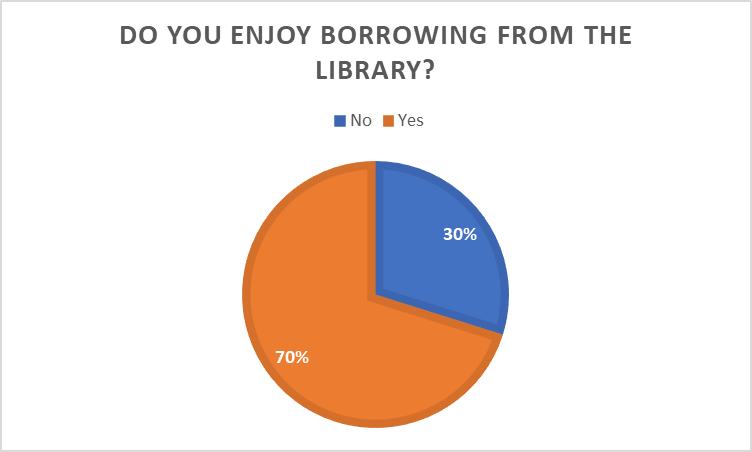 DO YOU ENJOY BORROWING FROM THE
LIBRARY?
No Yes
30%
70%